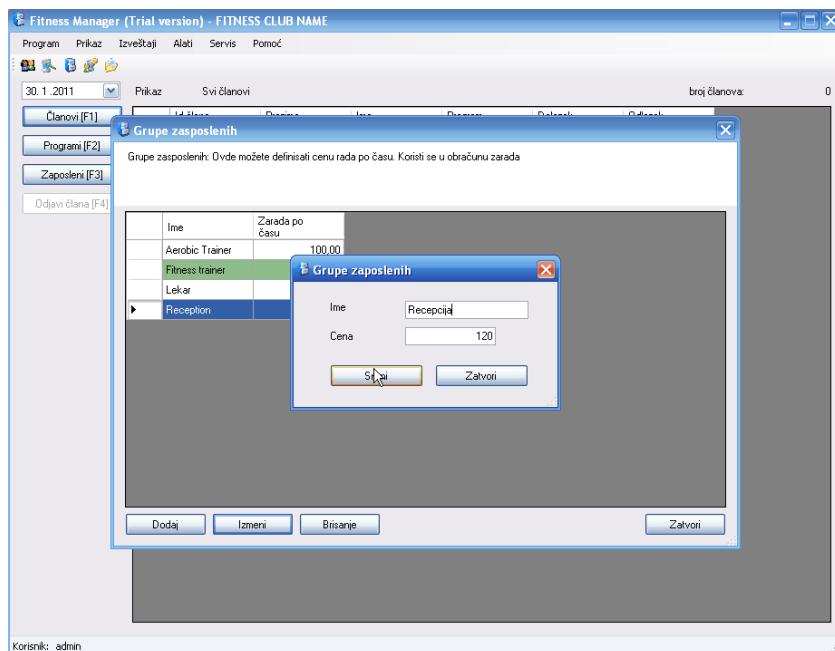 Fitness Manager (Trial version) - FITNESS CLUB NAME
Program Prikaz Izveštaji Alati Servis Pomoć
30. 1 .2011 Prikaz Svi članovi broj članova: 0
Članovi [F1]
Programi [F2]
Zaposleni [F3]
Odjavi člana [F4]
Grupe zasposlenih
Grupe zasposlenih: Ovde možete definisati cenu rada po času. Koristi se u obračunu zarada
Ime Zarada po času
Aerobic Trainer 100,00
Fitness trainer
Lekar
Reception
Grupe zaposlenih
Ime Recepcija
Cena 120
Zatvori
Dodaj Izmeni Brisanje Zatvori
Korisnik: admin